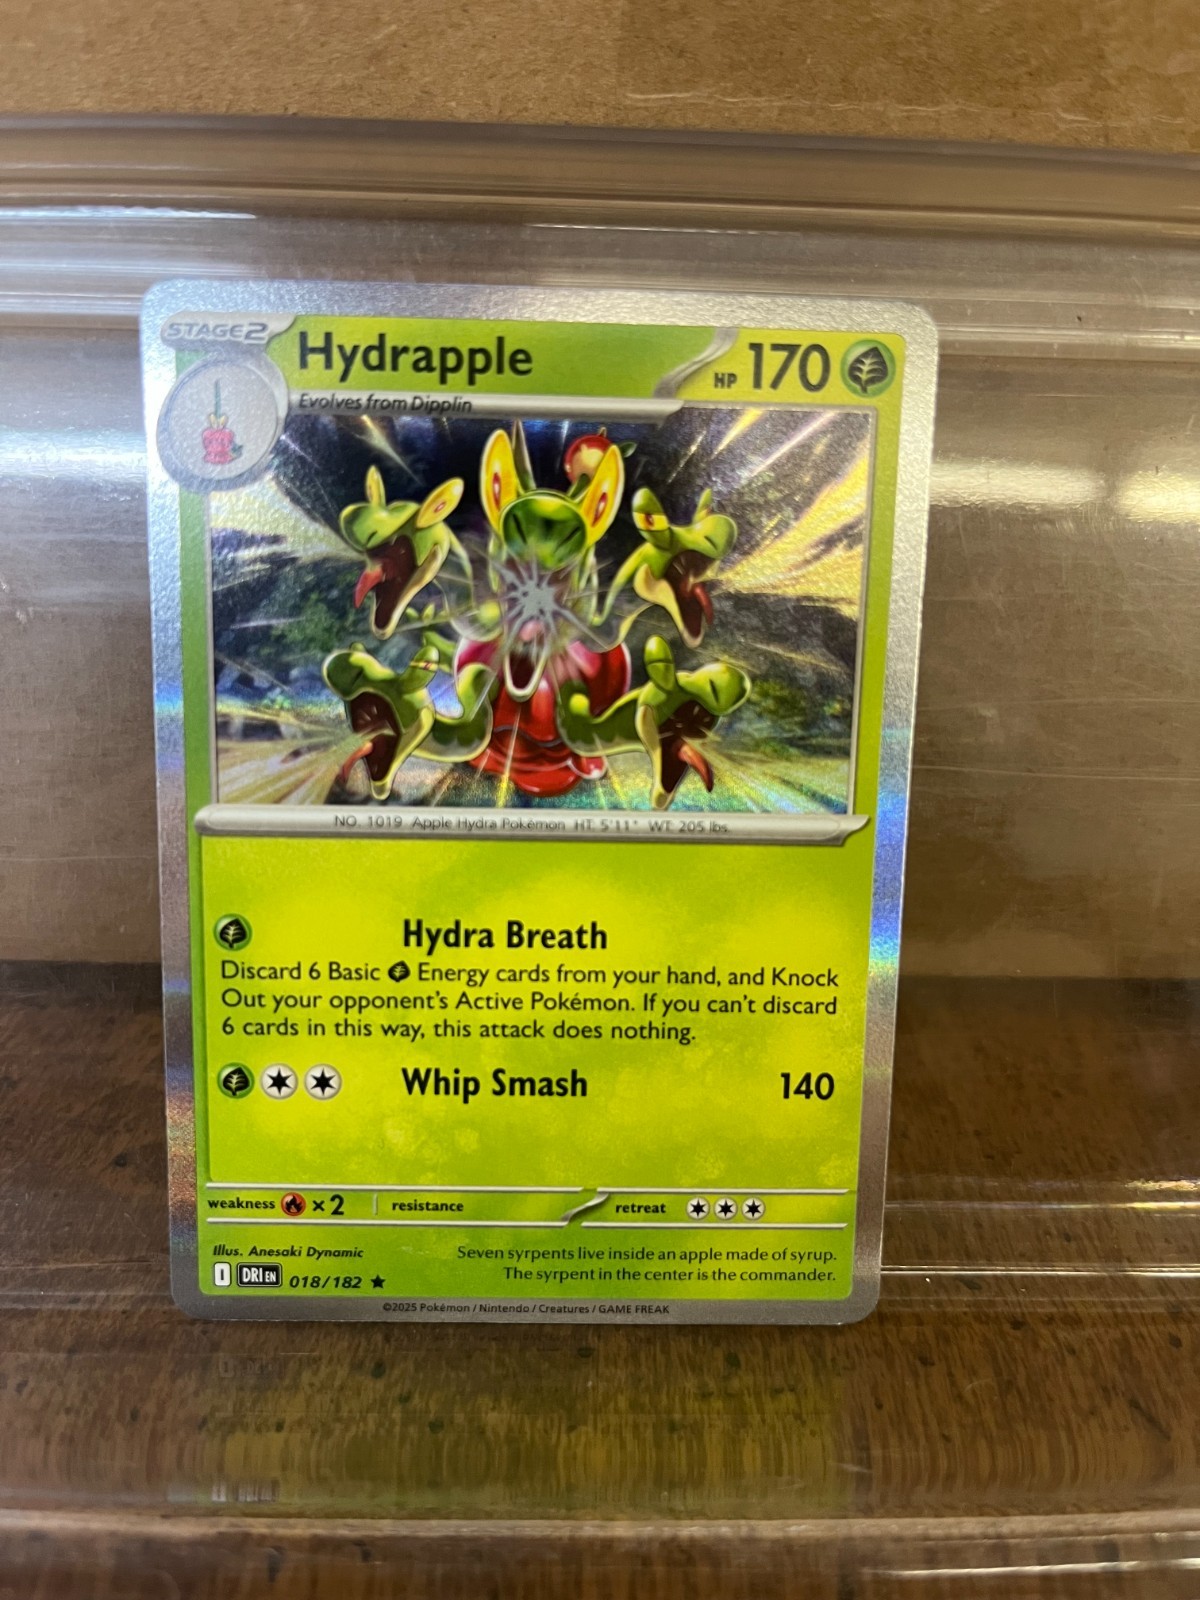 STAGE2
Hydrapple
HP 170
Evolves from Dipplin
NO. 1019 Apple Hydra Pokémon HT: 5'11" WT: 205 lbs.
Hydra Breath
Discard 6 Basic Energy cards from your hand, and Knock
Out your opponent's Active Pokémon. If you can't discard
6 cards in this way, this attack does nothing.
Whip Smash 140
weakness ×2 resistance retreat
Illus. Anesaki Dynamic
Seven syrpents live inside an apple made of syrup.
The syrpent in the center is the commander.
I DRI EN 018/182 ★
©2025 Pokémon / Nintendo / Creatures / GAME FREAK